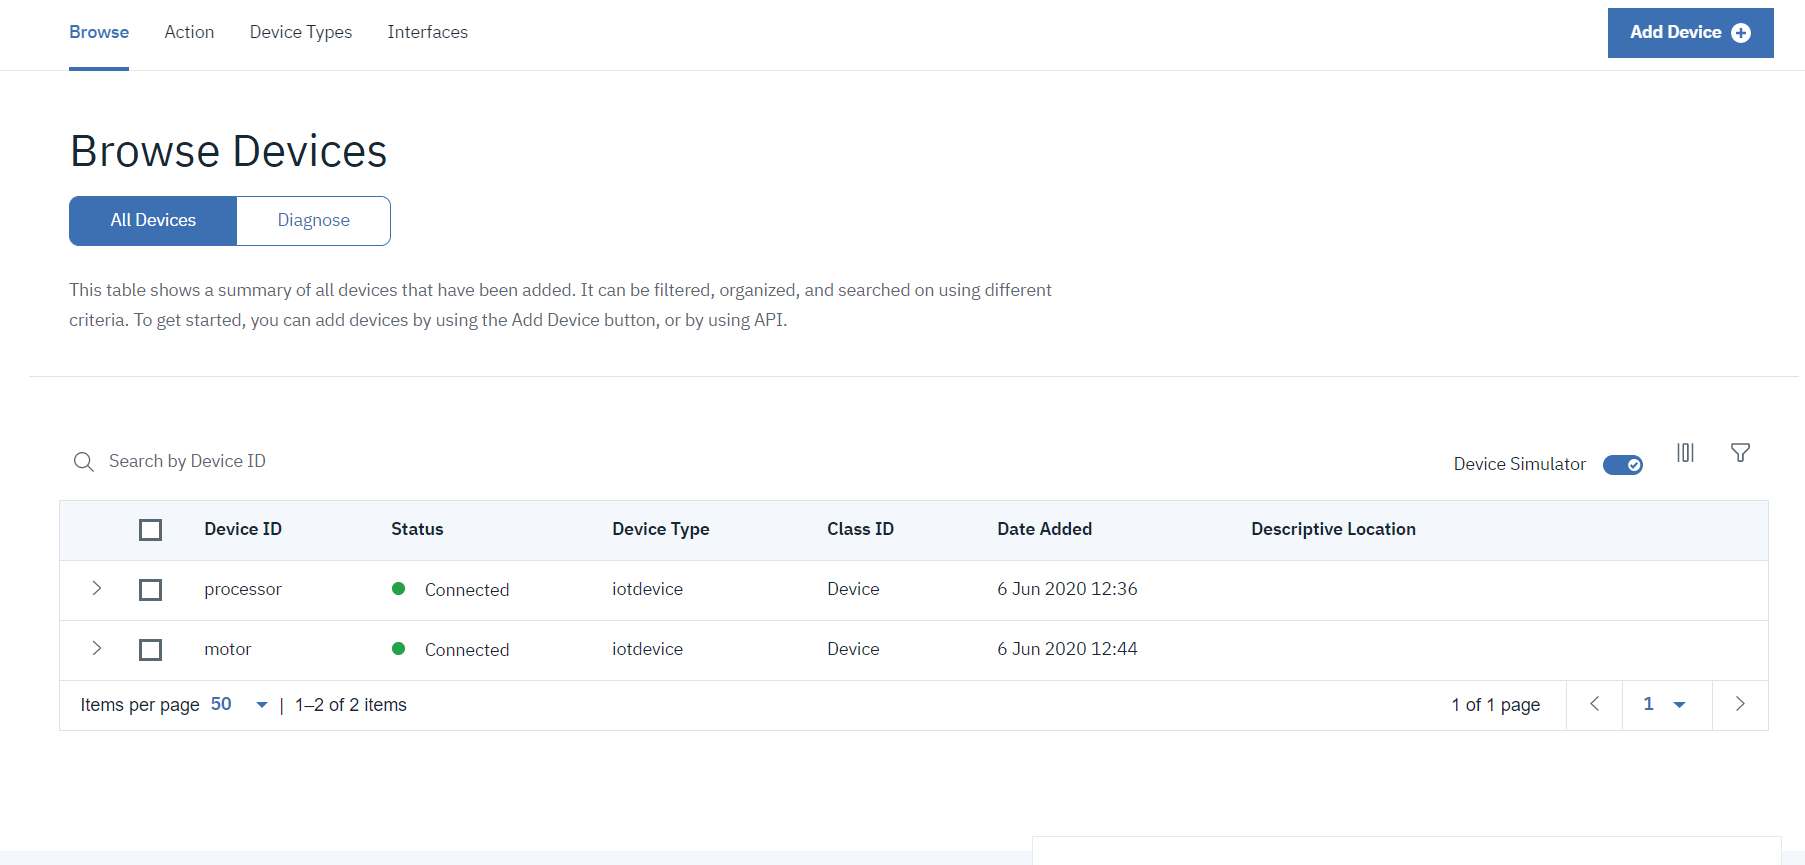 Browse Action Device Types Interfaces Add Device
Browse Devices
All Devices Diagnose
This table shows a summary of all devices that have been added. It can be filtered, organized, and searched on using different
criteria. To get started, you can add devices by using the Add Device button, or by using API.
Search by Device ID Device Simulator
Device ID Status Device Type Class ID Date Added Descriptive Location
processor Connected iotdevice Device 6 Jun 2020 12:36
motor Connected iotdevice Device 6 Jun 2020 12:44
Items per page 50 | 1–2 of 2 items 1 of 1 page 1